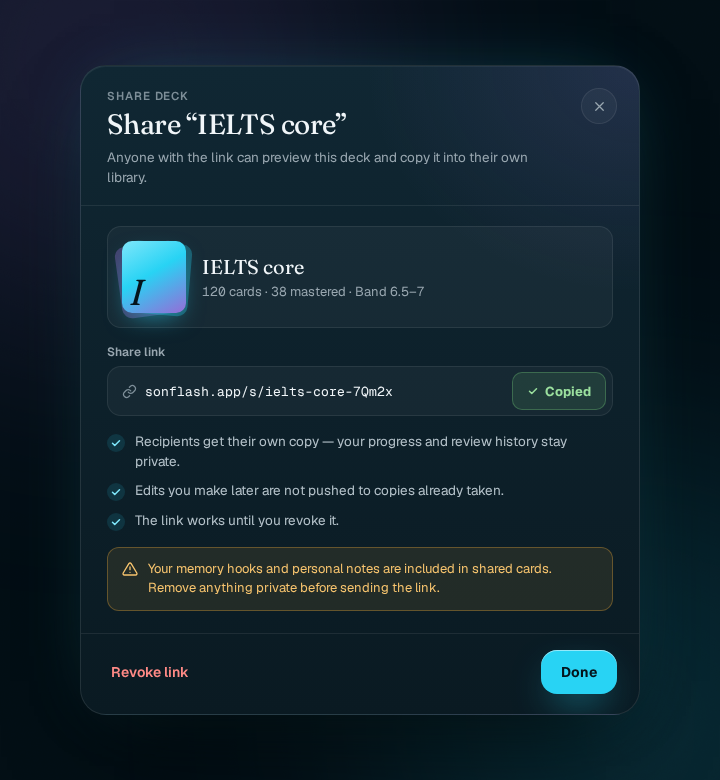 SHARE DECK
Share “IELTS core”
Anyone with the link can preview this deck and copy it into their own
library.
I
IELTS core
120 cards · 38 mastered · Band 6.5–7
Share link
sonflash.app/s/ielts-core-7Qm2x
Copied
Recipients get their own copy — your progress and review history stay
private.
Edits you make later are not pushed to copies already taken.
The link works until you revoke it.
Your memory hooks and personal notes are included in shared cards.
Remove anything private before sending the link.
Revoke link
Done